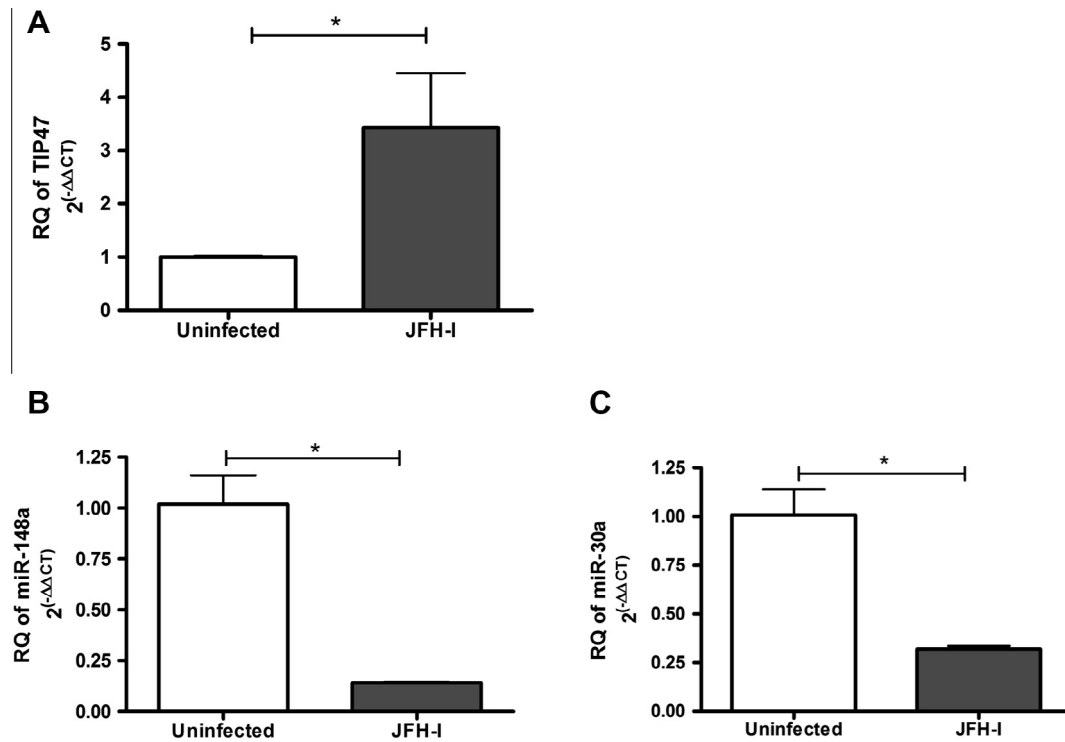 A
*
RQ of TIP47
2(-ΔΔCT)
5
4
3
2
1
0
Uninfected JFH-I
B
*
RQ of miR-148a
2(-ΔΔCT)
1.25
1.00
0.75
0.50
0.25
0.00
Uninfected JFH-I
C
*
RQ of miR-30a
2(-ΔΔCT)
1.25
1.00
0.75
0.50
0.25
0.00
Uninfected JFH-I